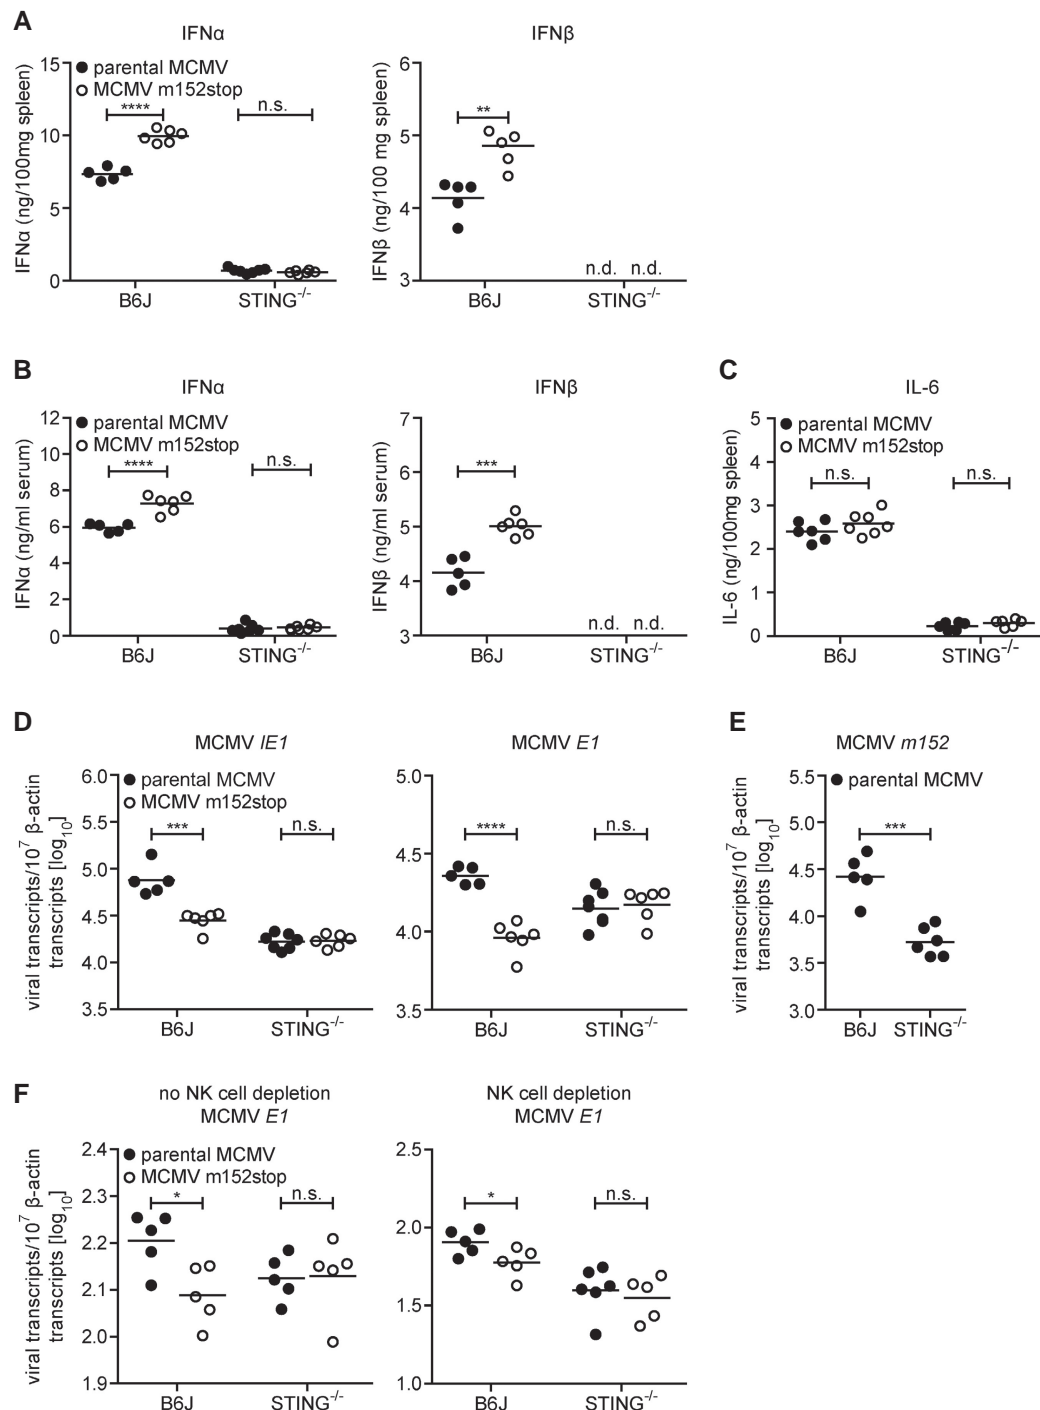 A
IFNα
IFNα (ng/100mg spleen)
15
10
5
0
parental MCMV
MCMV m152stop
****
n.s.
B6J
STING-/-
IFNβ
IFNβ (ng/100 mg spleen)
6
5
4
3
**
n.d.
n.d.
B6J
STING-/-
B
IFNα
IFNα (ng/ml serum)
12
10
8
6
4
2
0
parental MCMV
MCMV m152stop
****
n.s.
B6J
STING-/-
IFNβ
IFNβ (ng/ml serum)
7
6
5
4
3
***
n.d.
n.d.
B6J
STING-/-
C
IL-6
IL-6 (ng/100mg spleen)
5
4
3
2
1
0
parental MCMV
MCMV m152stop
n.s.
n.s.
B6J
STING-/-
D
MCMV IE1
viral transcripts/10⁷ β-actin
transcripts [log₁₀]
6.0
5.5
5.0
4.5
4.0
3.5
parental MCMV
MCMV m152stop
***
n.s.
B6J
STING-/-
MCMV E1
5.0
4.5
4.0
3.5
****
n.s.
B6J
STING-/-
E
MCMV m152
viral transcripts/10⁷ β-actin
transcripts [log₁₀]
5.5
5.0
4.5
4.0
3.5
3.0
parental MCMV
***
B6J
STING-/-
F
no NK cell depletion
MCMV E1
viral transcripts/10⁷ β-actin
transcripts [log₁₀]
2.4
2.3
2.2
2.1
2.0
1.9
parental MCMV
MCMV m152stop
*
n.s.
B6J
STING-/-
NK cell depletion
MCMV E1
2.5
2.0
1.5
1.0
*
n.s.
B6J
STING-/-